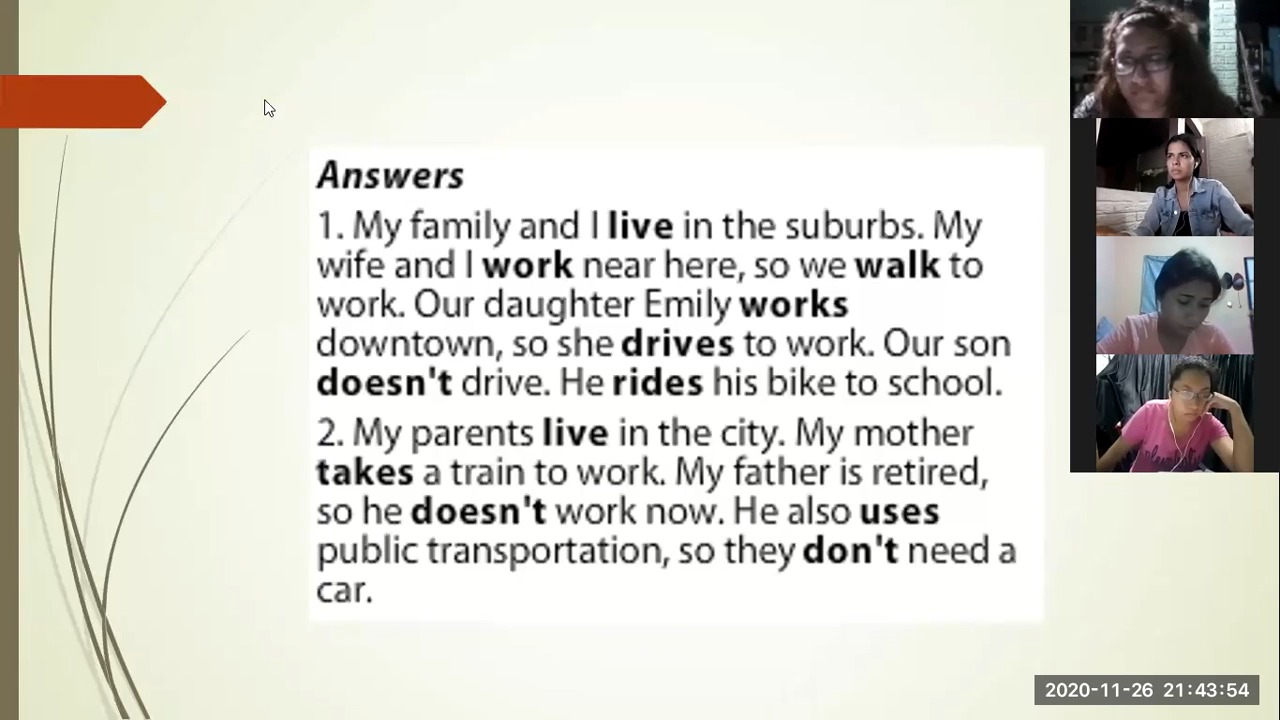 Answers
1. My family and I live in the suburbs. My
wife and I work near here, so we walk to
work. Our daughter Emily works
downtown, so she drives to work. Our son
doesn't drive. He rides his bike to school.
2. My parents live in the city. My mother
takes a train to work. My father is retired,
so he doesn't work now. He also uses
public transportation, so they don't need a
car.
2020-11-26 21:43:54